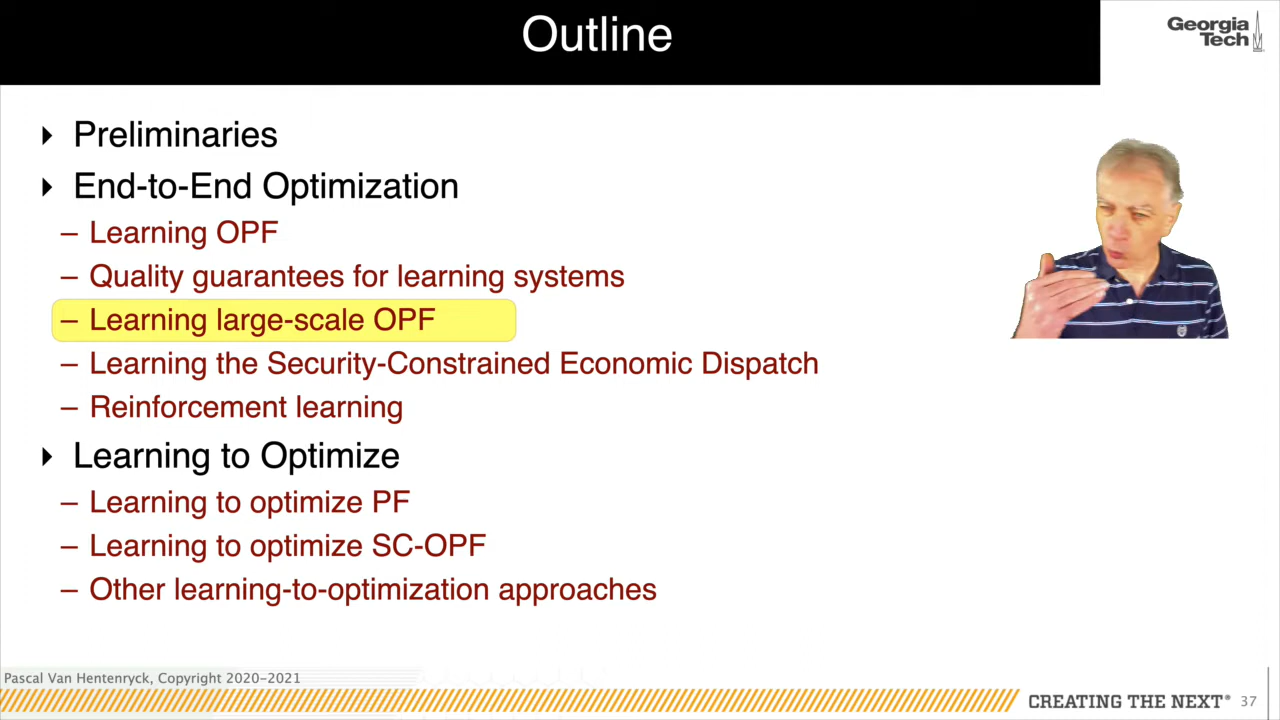 Outline
Georgia
Tech
Preliminaries
End-to-End Optimization
– Learning OPF
– Quality guarantees for learning systems
– Learning large-scale OPF
– Learning the Security-Constrained Economic Dispatch
– Reinforcement learning
Learning to Optimize
– Learning to optimize PF
– Learning to optimize SC-OPF
– Other learning-to-optimization approaches
Pascal Van Hentenryck, Copyright 2020-2021
CREATING THE NEXT® 37